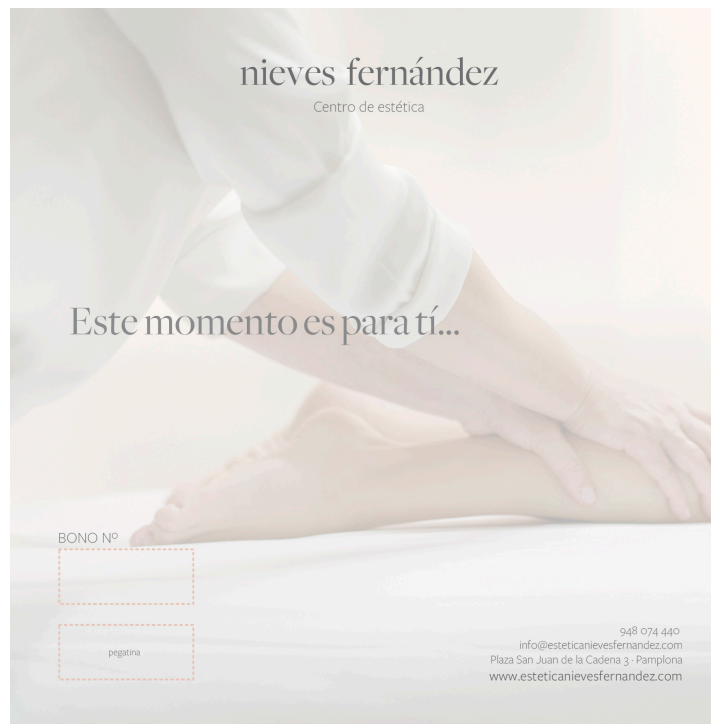 nieves fernández
Centro de estética
Este momento es para tí...
BONO Nº
pegatina
948 074 440
info@esteticanievesfernandez.com
Plaza San Juan de la Cadena 3 · Pamplona
www.esteticanievesfernandez.com